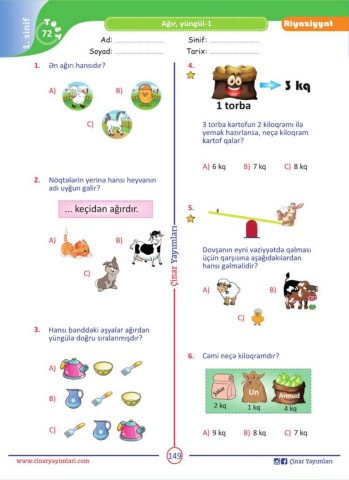 1. sinif
Test
72
Ağır, yüngül-1
Riyaziyyat
Ad:
Sinif:
Soyad:
Tarix:
1. Ən ağırı hansıdır?
A)
B)
C)
2. Nöqtələrin yerinə hansı heyvanın
adı uyğun gəlir?
... keçidən ağırdır.
A)
B)
C)
3. Hansı bənddəki əşyalar ağırdan
yüngülə doğru sıralanmışdır?
A)
B)
C)
Çinar Yayımları
4.
3 kq
1 torba
3 torba kartofun 2 kiloqramı ilə
yemək hazırlansa, neçə kiloqram
kartof qalar?
A) 6 kq B) 7 kq C) 8 kq
5.
Dovşanın eyni vəziyyətdə qalması
üçün qarşısına aşağıdakılardan
hansı gəlməlidir?
A)
B)
C)
6. Cəmi neçə kiloqramdır?
Şəkər
Un
Armud
2 kq
1 kq
4 kq
A) 9 kq B) 8 kq C) 7 kq
www.cinaryayimlari.com
149
Çinar Yayımları